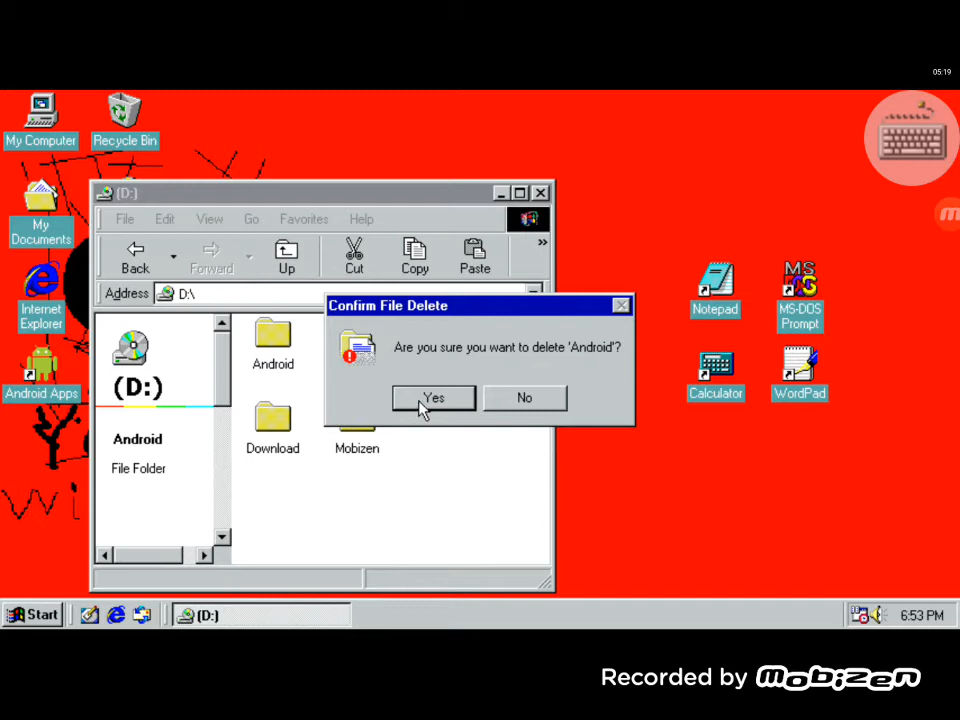 05:19
My Computer
Recycle Bin
My
Documents
Internet
Explorer
Android Apps
(D:)
File Edit View Go Favorites Help
Back
Forward
Up
Cut
Copy
Paste
»
Address D:\
(D:)
Android
File Folder
Android
Download
Mobizen
Confirm File Delete
Are you sure you want to delete 'Android'?
Yes
No
Notepad
MS-DOS
Prompt
Calculator
WordPad
Start
(D:)
6:53 PM
Recorded by mobizen